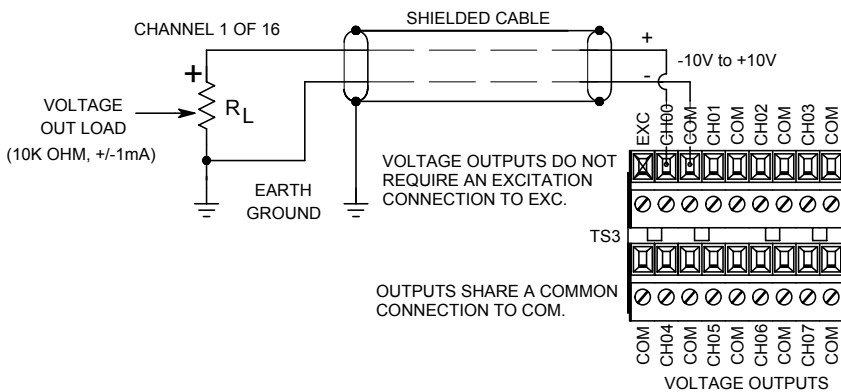 SHIELDED CABLE
CHANNEL 1 OF 16
+
-10V to +10V
-
+
RL
VOLTAGE
OUT LOAD
(10K OHM, +/-1mA)
EARTH
GROUND
VOLTAGE OUTPUTS DO NOT
REQUIRE AN EXCITATION
CONNECTION TO EXC.
EXC
CH00
COM
CH01
COM
CH02
COM
CH03
COM
TS3
OUTPUTS SHARE A COMMON
CONNECTION TO COM.
COM
CH04
COM
CH05
COM
CH06
COM
CH07
COM
VOLTAGE OUTPUTS